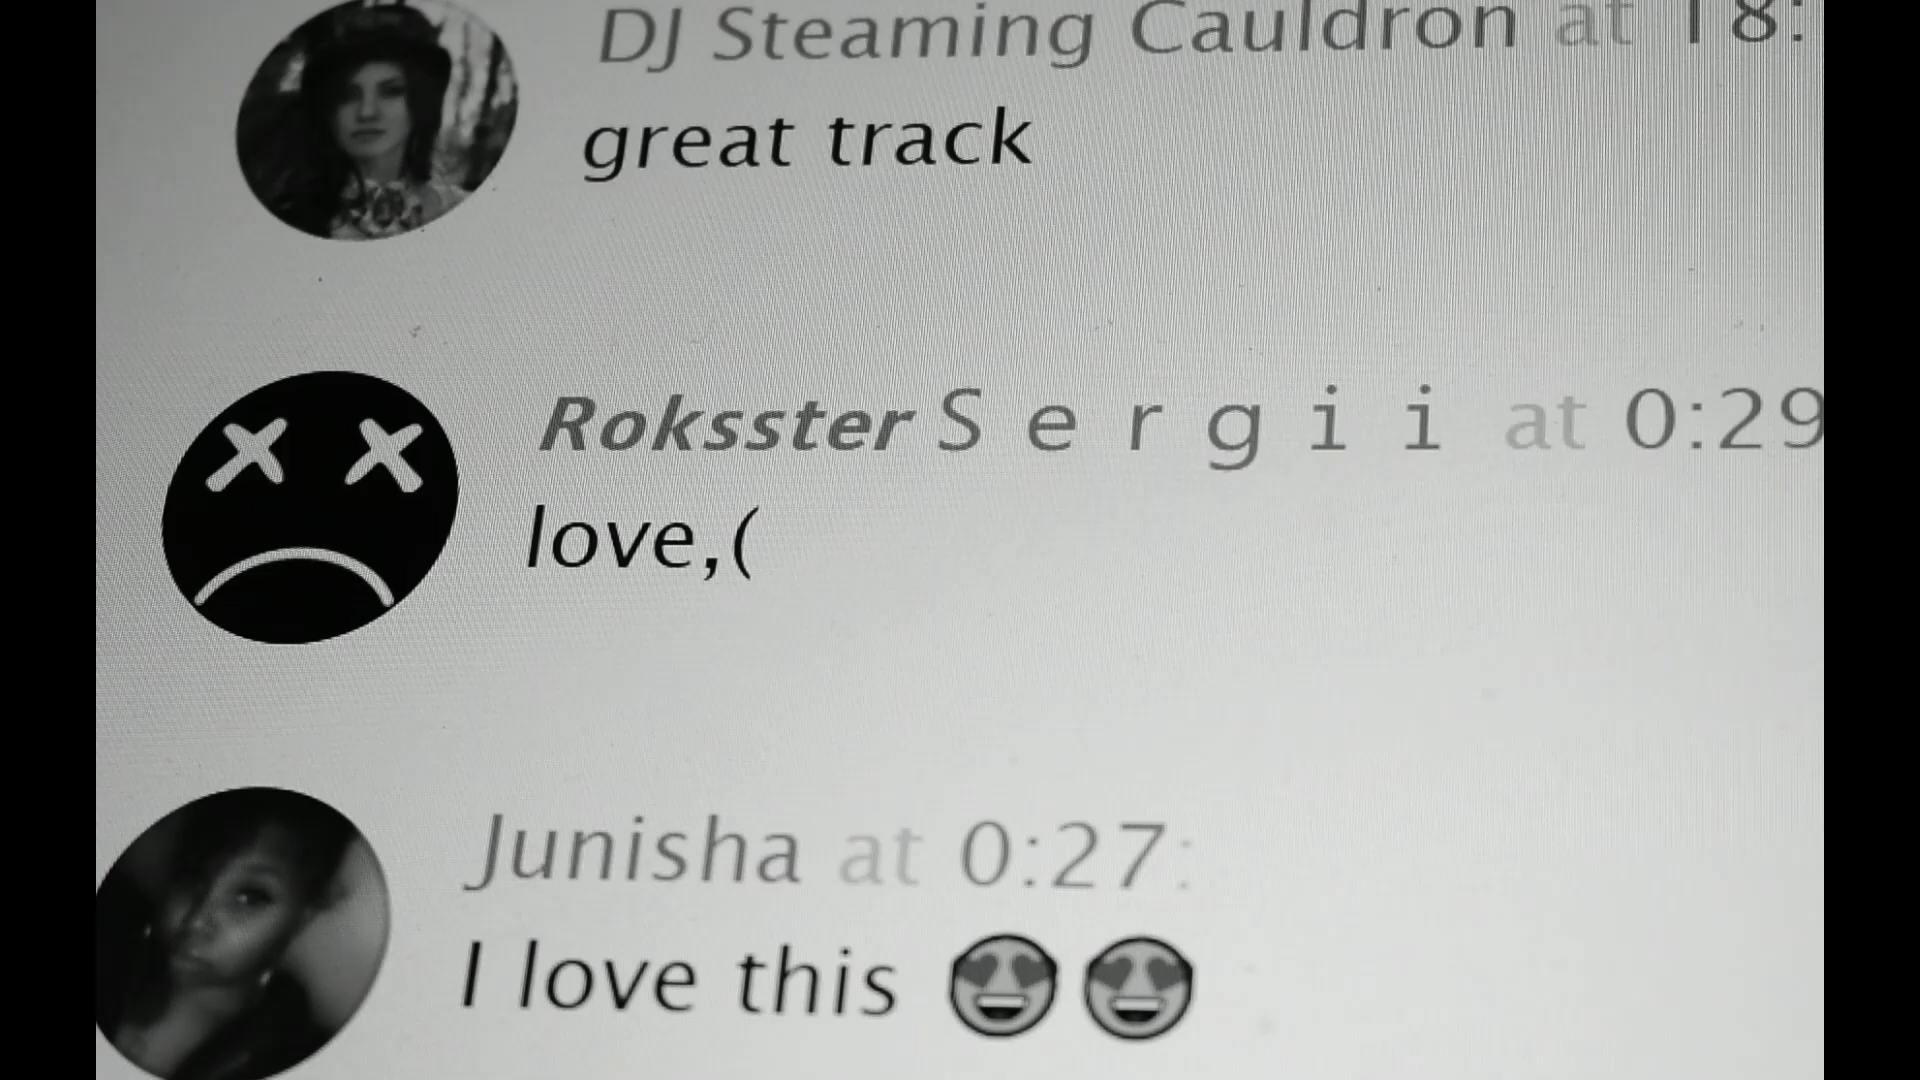 DJ Steaming Cauldron at 18:
great track
Roksster S e r g i i at 0:29
love,(
Junisha at 0:27:
I love this 😍😍